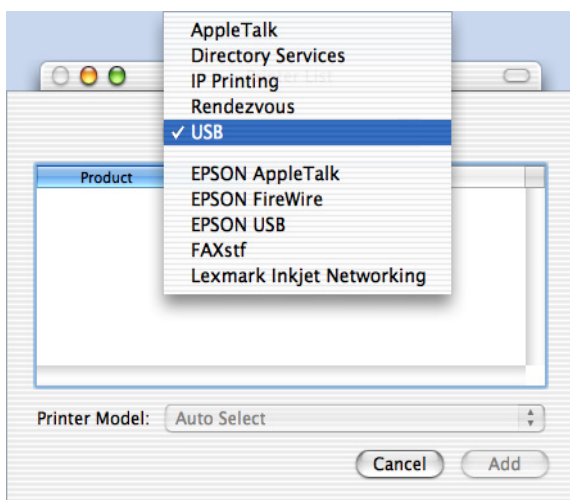 AppleTalk
Directory Services
IP Printing
Rendezvous
✓ USB
EPSON AppleTalk
EPSON FireWire
EPSON USB
FAXstf
Lexmark Inkjet Networking
List
Product
Printer Model: Auto Select
Cancel Add